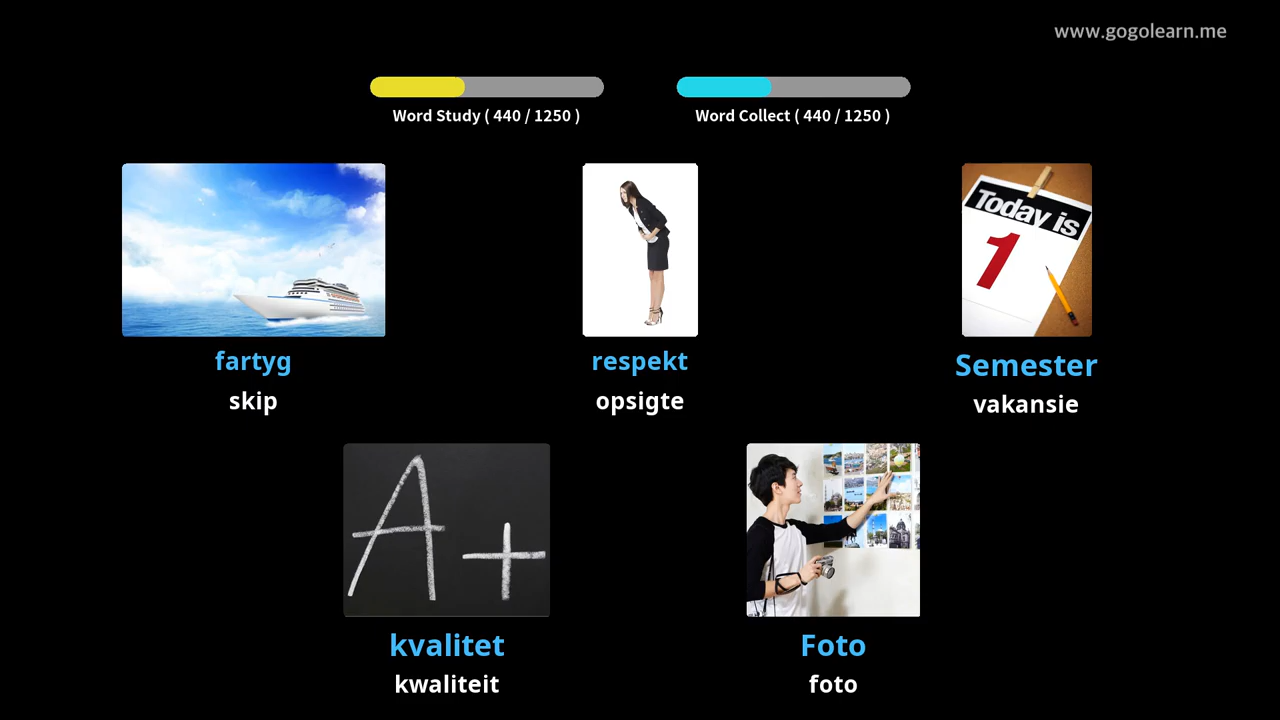 www.gogolearn.me
Word Study ( 440 / 1250 )
Word Collect ( 440 / 1250 )
Today is
1
fartyg
skip
respekt
opsigte
Semester
vakansie
A+
kvalitet
kwaliteit
Foto
foto